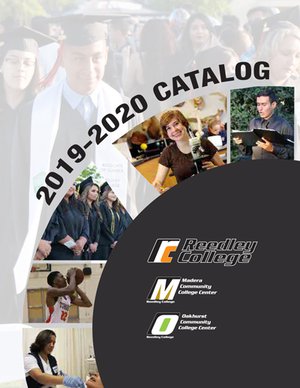 2019-2020 CATALOG
Reedley
College
Madera
Community
College Center
Reedley College
Oakhurst
Community
College Center
Reedley College